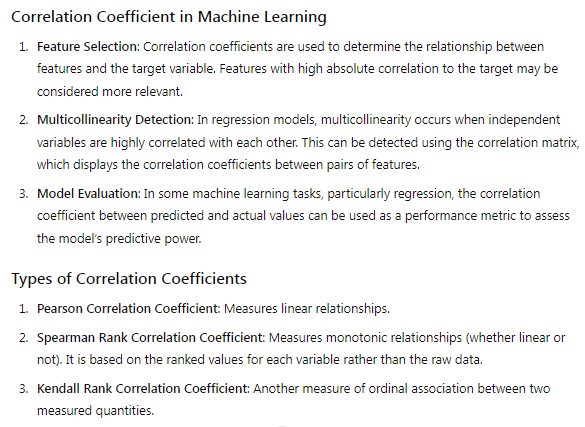 Correlation Coefficient in Machine Learning
1. Feature Selection: Correlation coefficients are used to determine the relationship between
features and the target variable. Features with high absolute correlation to the target may be
considered more relevant.
2. Multicollinearity Detection: In regression models, multicollinearity occurs when independent
variables are highly correlated with each other. This can be detected using the correlation matrix,
which displays the correlation coefficients between pairs of features.
3. Model Evaluation: In some machine learning tasks, particularly regression, the correlation
coefficient between predicted and actual values can be used as a performance metric to assess
the model's predictive power.
Types of Correlation Coefficients
1. Pearson Correlation Coefficient: Measures linear relationships.
2. Spearman Rank Correlation Coefficient: Measures monotonic relationships (whether linear or
not). It is based on the ranked values for each variable rather than the raw data.
3. Kendall Rank Correlation Coefficient: Another measure of ordinal association between two
measured quantities.